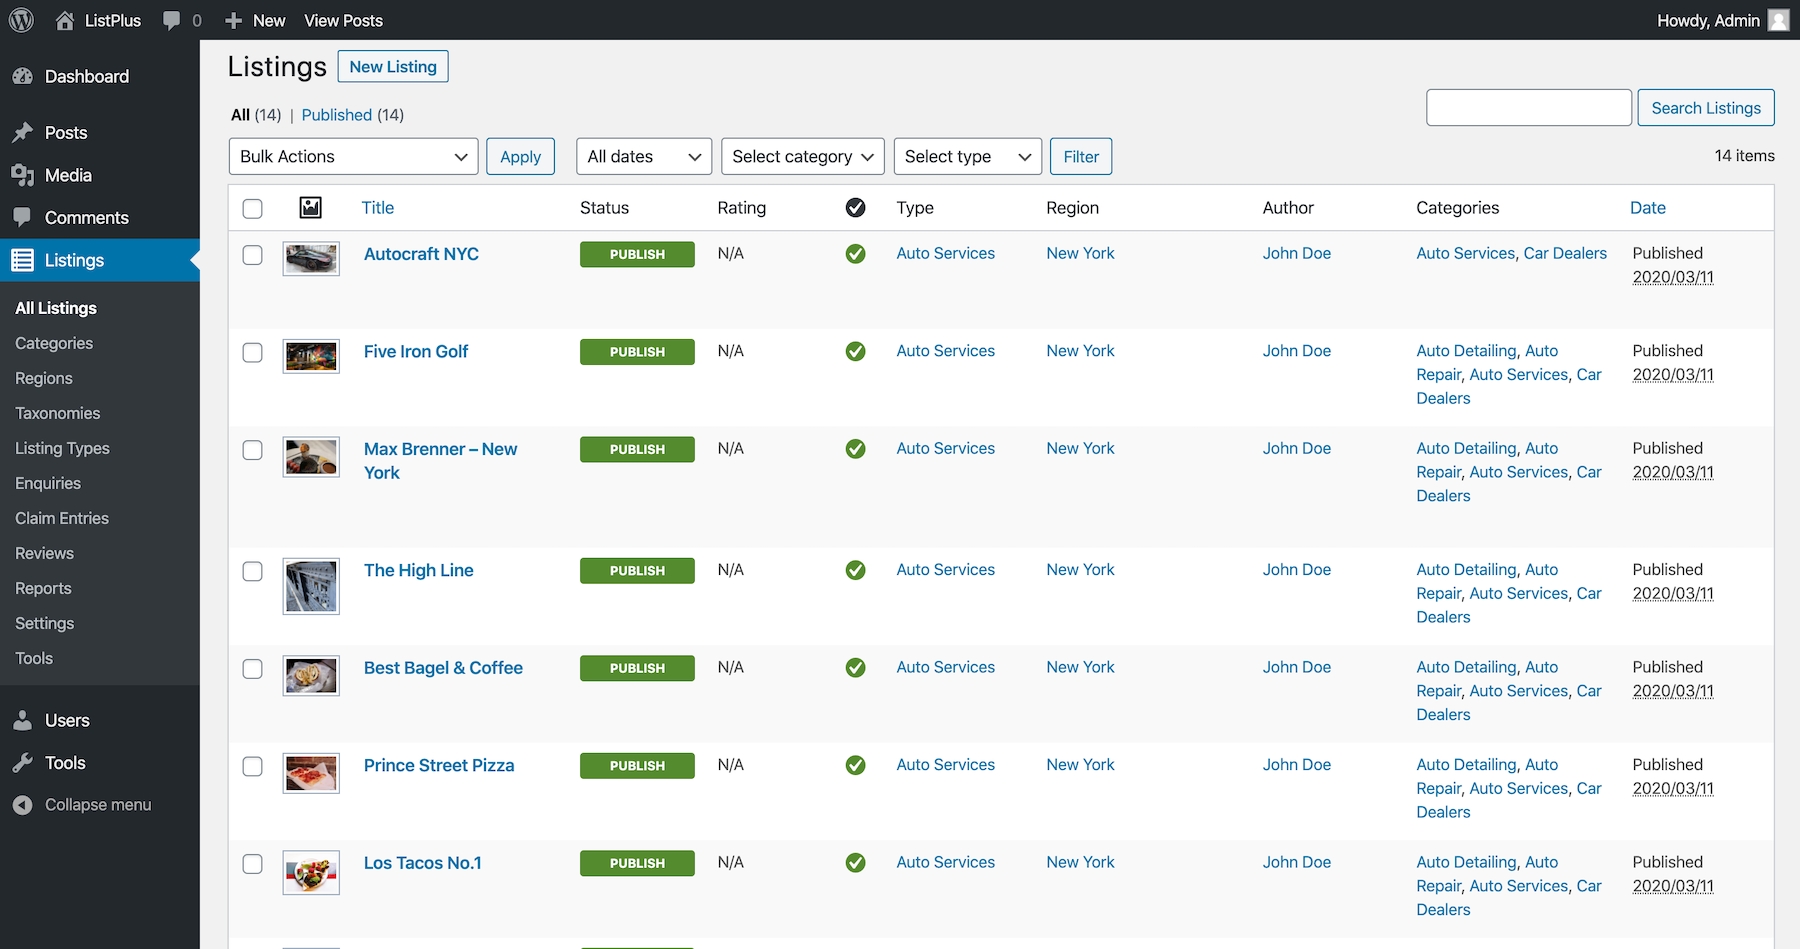 ListPlus 0 New View Posts Howdy, Admin
Dashboard
Posts
Media
Comments
Listings
All Listings
Categories
Regions
Taxonomies
Listing Types
Enquiries
Claim Entries
Reviews
Reports
Settings
Tools
Users
Tools
Collapse menu
Listings New Listing
All (14) | Published (14)
Search Listings
Bulk Actions Apply All dates Select category Select type Filter
14 items
Title Status Rating Type Region Author Categories Date
Autocraft NYC PUBLISH N/A Auto Services New York John Doe Auto Services, Car Dealers Published
2020/03/11
Five Iron Golf PUBLISH N/A Auto Services New York John Doe Auto Detailing, Auto Published
Repair, Auto Services, Car 2020/03/11
Dealers
Max Brenner – New PUBLISH N/A Auto Services New York John Doe Auto Detailing, Auto Published
York Repair, Auto Services, Car 2020/03/11
Dealers
The High Line PUBLISH N/A Auto Services New York John Doe Auto Detailing, Auto Published
Repair, Auto Services, Car 2020/03/11
Dealers
Best Bagel & Coffee PUBLISH N/A Auto Services New York John Doe Auto Detailing, Auto Published
Repair, Auto Services, Car 2020/03/11
Dealers
Prince Street Pizza PUBLISH N/A Auto Services New York John Doe Auto Detailing, Auto Published
Repair, Auto Services, Car 2020/03/11
Dealers
Los Tacos No.1 PUBLISH N/A Auto Services New York John Doe Auto Detailing, Auto Published
Repair, Auto Services, Car 2020/03/11
Dealers